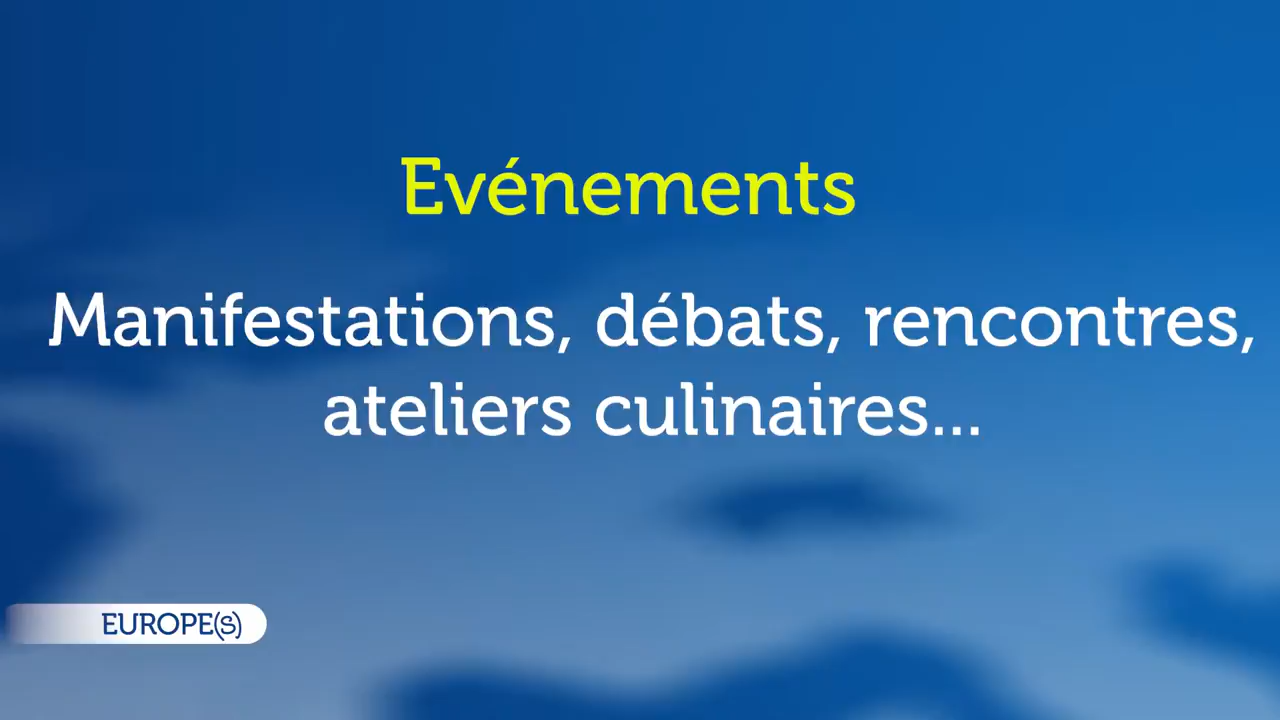 Evénements
Manifestations, débats, rencontres,
ateliers culinaires...
EUROPE(s)